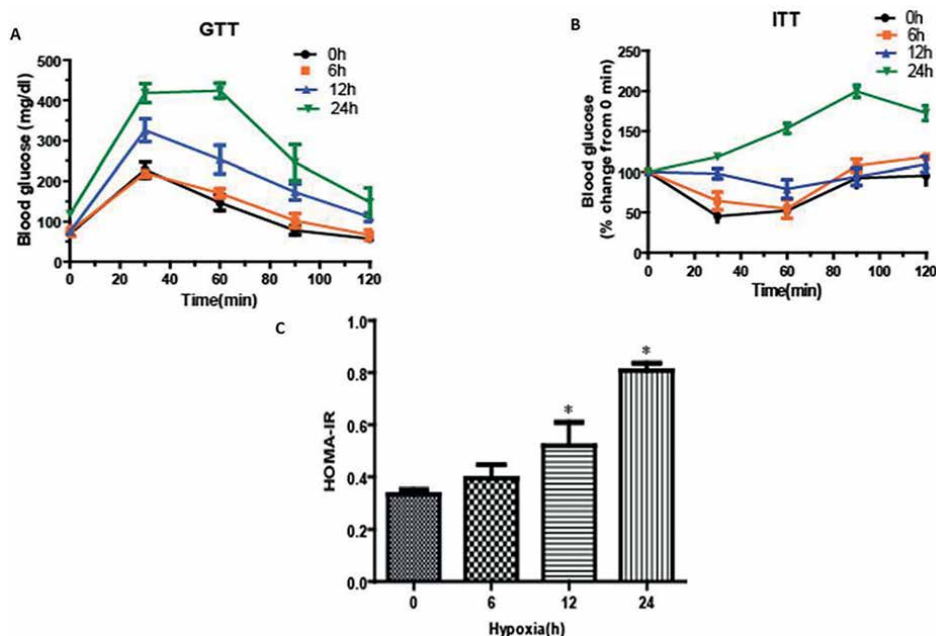 A
GTT
0h
6h
12h
24h
Blood glucose (mg/dl)
500
400
300
200
100
0
0 20 40 60 80 100 120
Time(min)
B
ITT
0h
6h
12h
24h
Blood glucose
(% change from 0 min)
250
200
150
100
50
0
0 20 40 60 80 100 120
Time(min)
C
HOMA-IR
1.0
0.8
0.6
0.4
0.2
0.0
* *
0 6 12 24
Hypoxia(h)